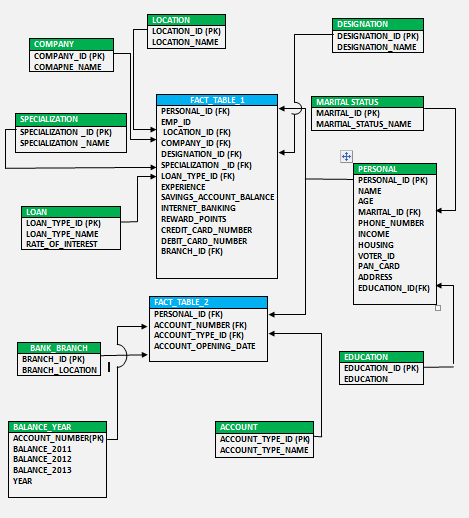 LOCATION
LOCATION_ID (PK)
LOCATION_NAME
DESIGNATION
DESIGNATION_ID (PK)
DESIGNATION_NAME
COMPANY
COMPANY_ID (PK)
COMAPNE_NAME
FACT_TABLE_1
PERSONAL_ID (FK)
EMP_ID
LOCATION_ID (FK)
COMPANY_ID (FK)
DESIGNATION_ID (FK)
SPECIALIZATION _ID (FK)
LOAN_TYPE_ID (FK)
EXPERIENCE
SAVINGS_ACCOUNT_BALANCE
INTERNET_BANKING
REWARD_POINTS
CREDIT_CARD_NUMBER
DEBIT_CARD_NUMBER
BRANCH_ID (FK)
MARITAL STATUS
MARITAL_ID (PK)
MARITIAL_STATUS_NAME
SPECIALIZATION
SPECIALIZATION _ID (PK)
SPECIALIZATION _NAME
PERSONAL
PERSONAL_ID (PK)
NAME
AGE
MARITAL_ID (FK)
PHONE_NUMBER
INCOME
HOUSING
VOTER_ID
PAN_CARD
ADDRESS
EDUCATION_ID(FK)
LOAN
LOAN_TYPE_ID (PK)
LOAN_TYPE_NAME
RATE_OF_INTEREST
FACT_TABLE_2
PERSONAL_ID (FK)
ACCOUNT_NUMBER (FK)
ACCOUNT_TYPE_ID (FK)
ACCOUNT_OPENING_DATE
BANK_BRANCH
BRANCH_ID (PK)
BRANCH_LOCATION
EDUCATION
EDUCATION_ID (PK)
EDUCATION
BALANCE_YEAR
ACCOUNT_NUMBER(PK)
BALANCE_2011
BALANCE_2012
BALANCE_2013
YEAR
ACCOUNT
ACCOUNT_TYPE_ID (PK)
ACCOUNT_TYPE_NAME